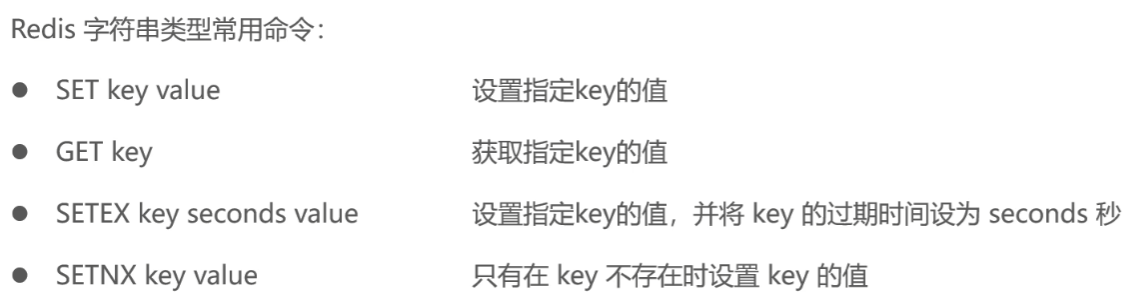 Redis 字符串类型常用命令：
● SET key value 设置指定key的值
● GET key 获取指定key的值
● SETEX key seconds value 设置指定key的值，并将 key 的过期时间设为 seconds 秒
● SETNX key value 只有在 key 不存在时设置 key 的值